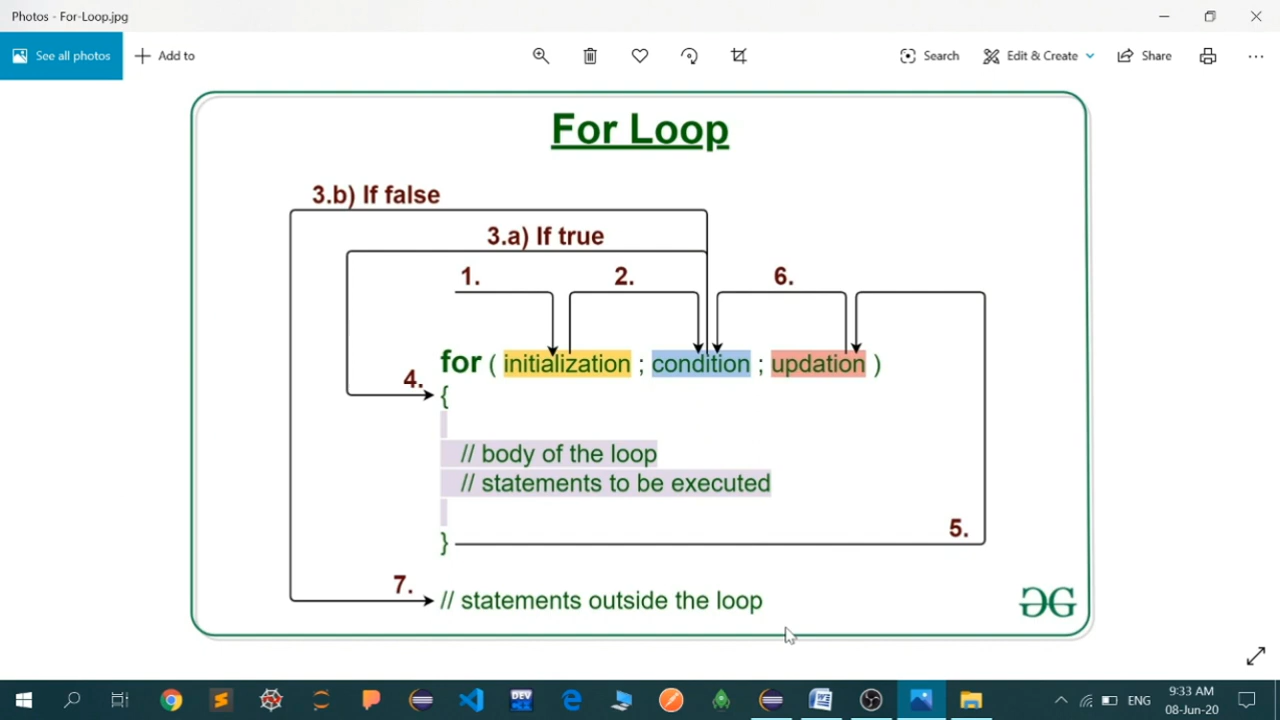 Photos - For-Loop.jpg
See all photos
Add to
Search
Edit & Create
Share
For Loop
3.b) If false
3.a) If true
1.
2.
6.
for ( initialization ; condition ; updation )
4.
{
// body of the loop
// statements to be executed
5.
}
7.
// statements outside the loop
GG
DEV
ENG
9:33 AM
08-Jun-20